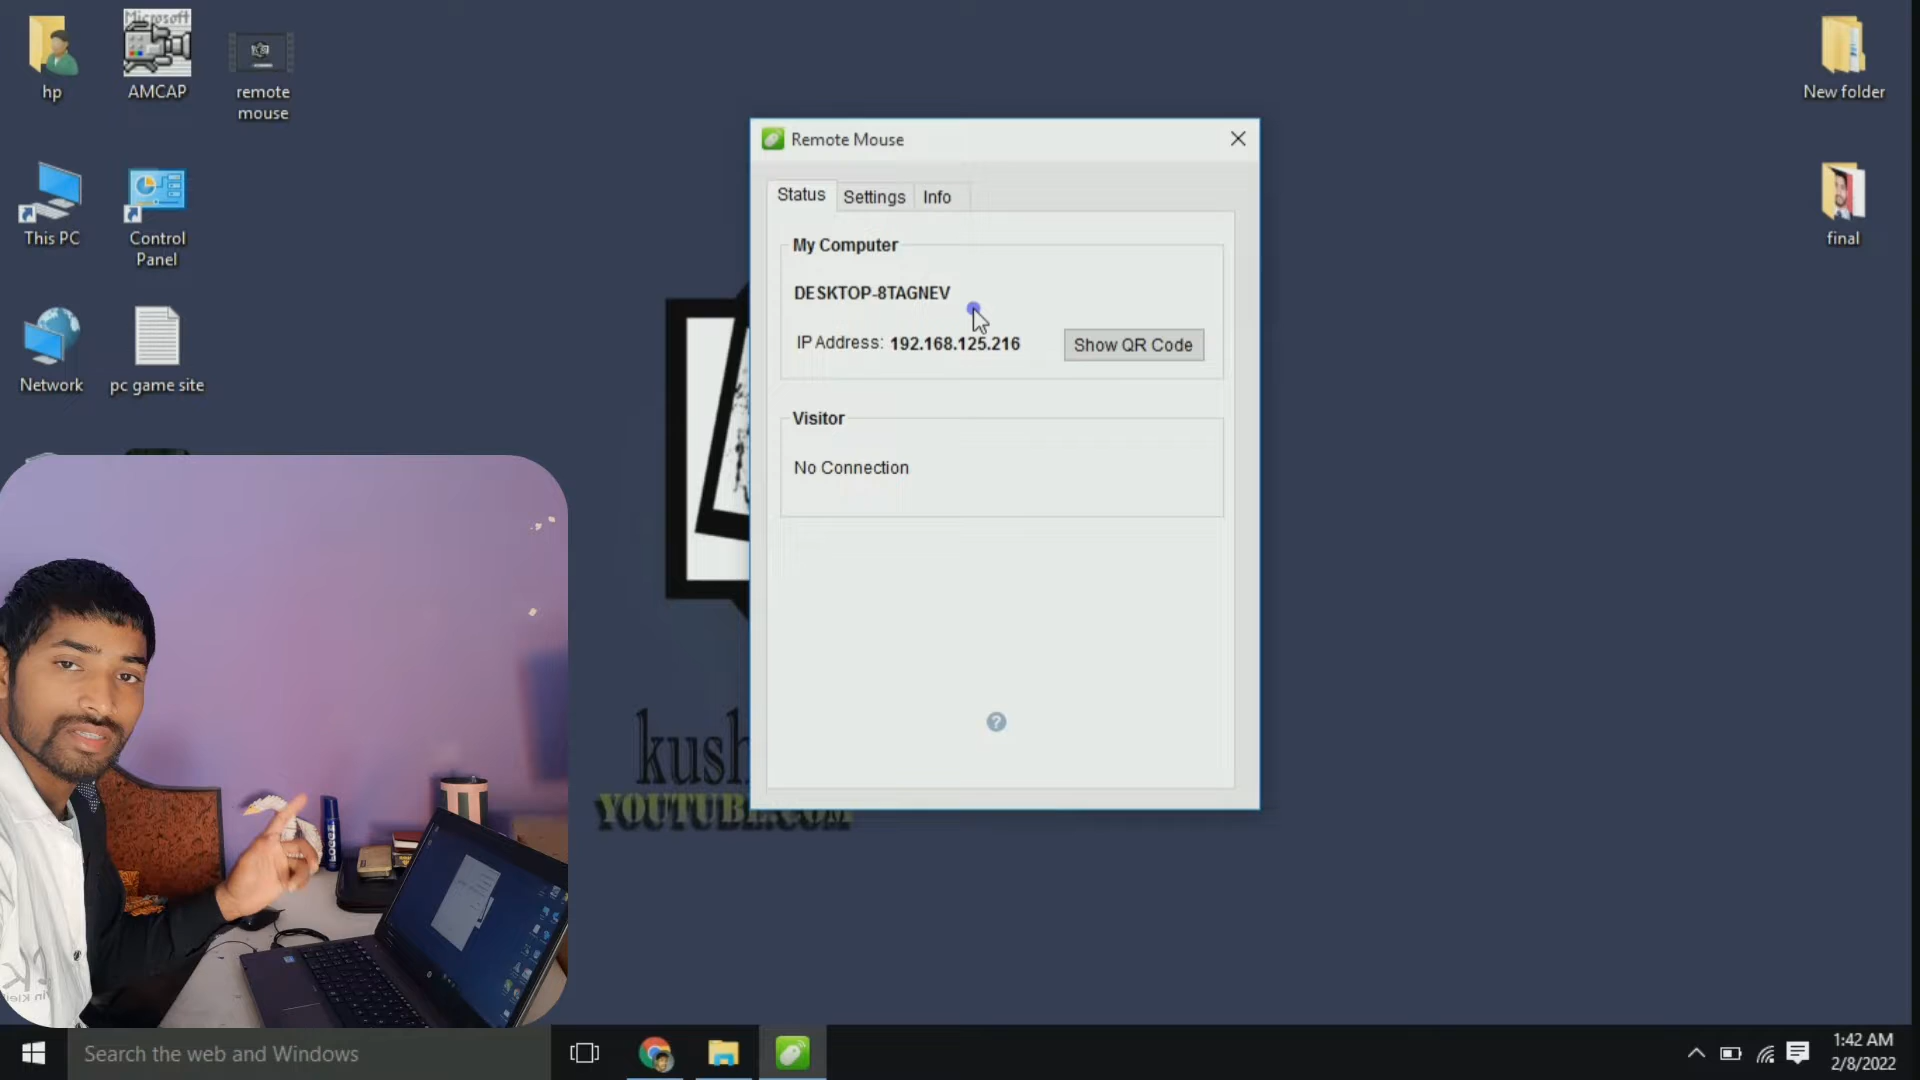 Microsoft
hp
AMCAP
remote
mouse
New folder
This PC
Control
Panel
final
Network
pc game site
Remote Mouse
Status
Settings
Info
My Computer
DESKTOP-8TAGNEV
IP Address: 192.168.125.216
Show QR Code
Visitor
No Connection
?
kush
YOUTUBE.COM
Search the web and Windows
1:42 AM
2/8/2022